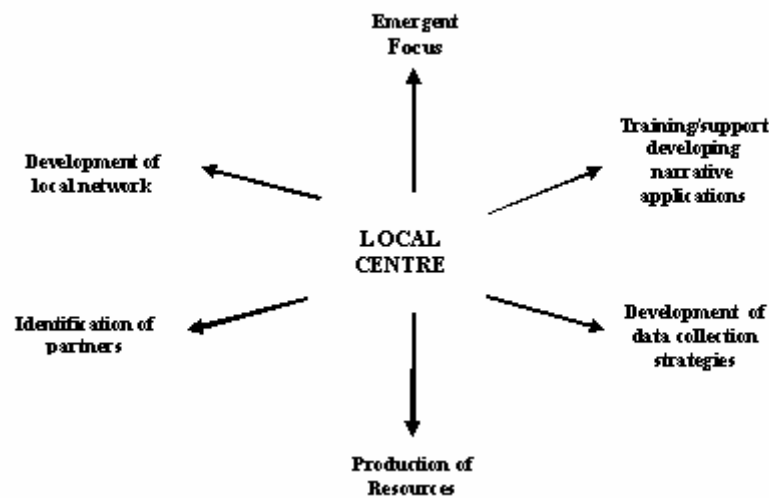 Emergent
Focus
Training/support
developing
narrative
applications
Development of
local network
LOCAL
CENTRE
Identification of
partners
Development of
data collection
strategies
Production of
Resources